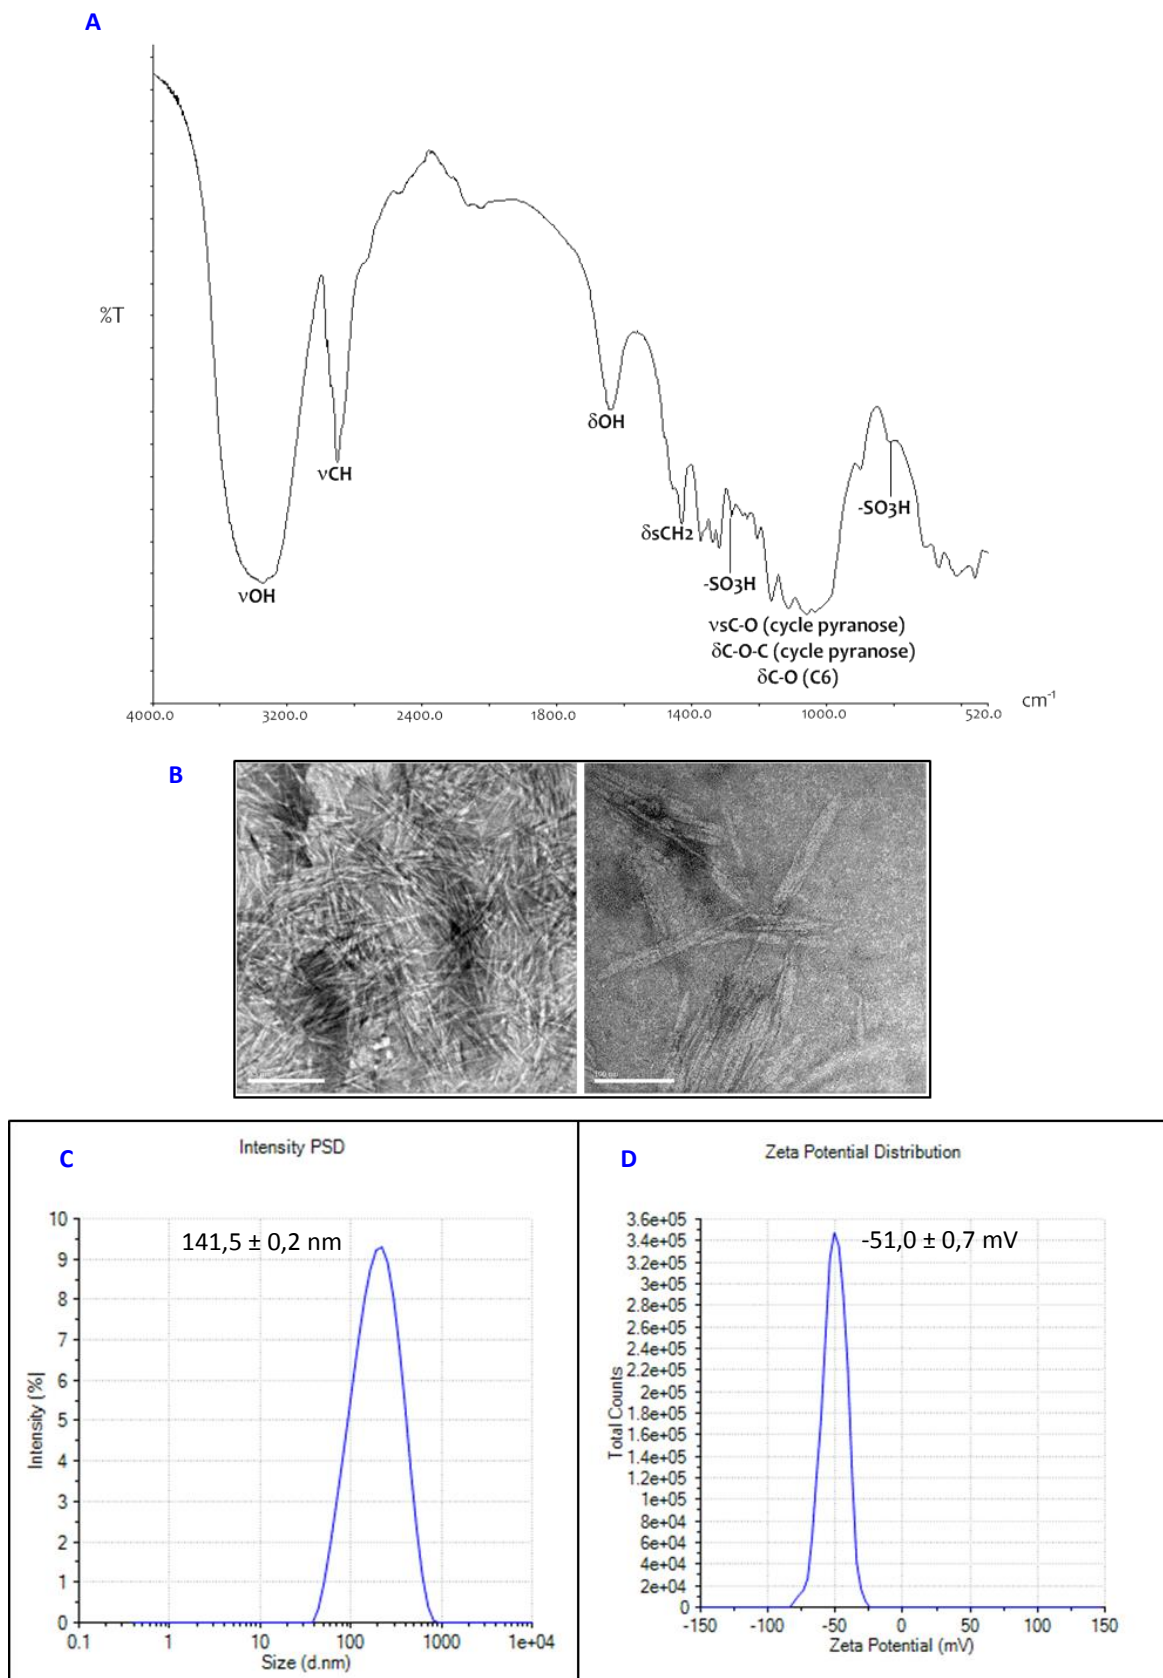 A
%T
νOH
νCH
δOH
δsCH2
-SO3H
-SO3H
νsC-O (cycle pyranose)
δC-O-C (cycle pyranose)
δC-O (C6)
cm-1
4000.0 3200.0 2400.0 1800.0 1400.0 1000.0 520.0
B
100 nm
C
Intensity PSD
141,5 ± 0,2 nm
Intensity (%)
10
9
8
7
6
5
4
3
2
1
0
0.1 1 10 100 1000 1e+04
Size (d.nm)
D
Zeta Potential Distribution
-51,0 ± 0,7 mV
Total Counts
3.6e+05
3.4e+05
3.2e+05
3e+05
2.8e+05
2.6e+05
2.4e+05
2.2e+05
2e+05
1.8e+05
1.6e+05
1.4e+05
1.2e+05
1e+05
8e+04
6e+04
4e+04
2e+04
0
-150 -100 -50 0 50 100 150
Zeta Potential (mV)